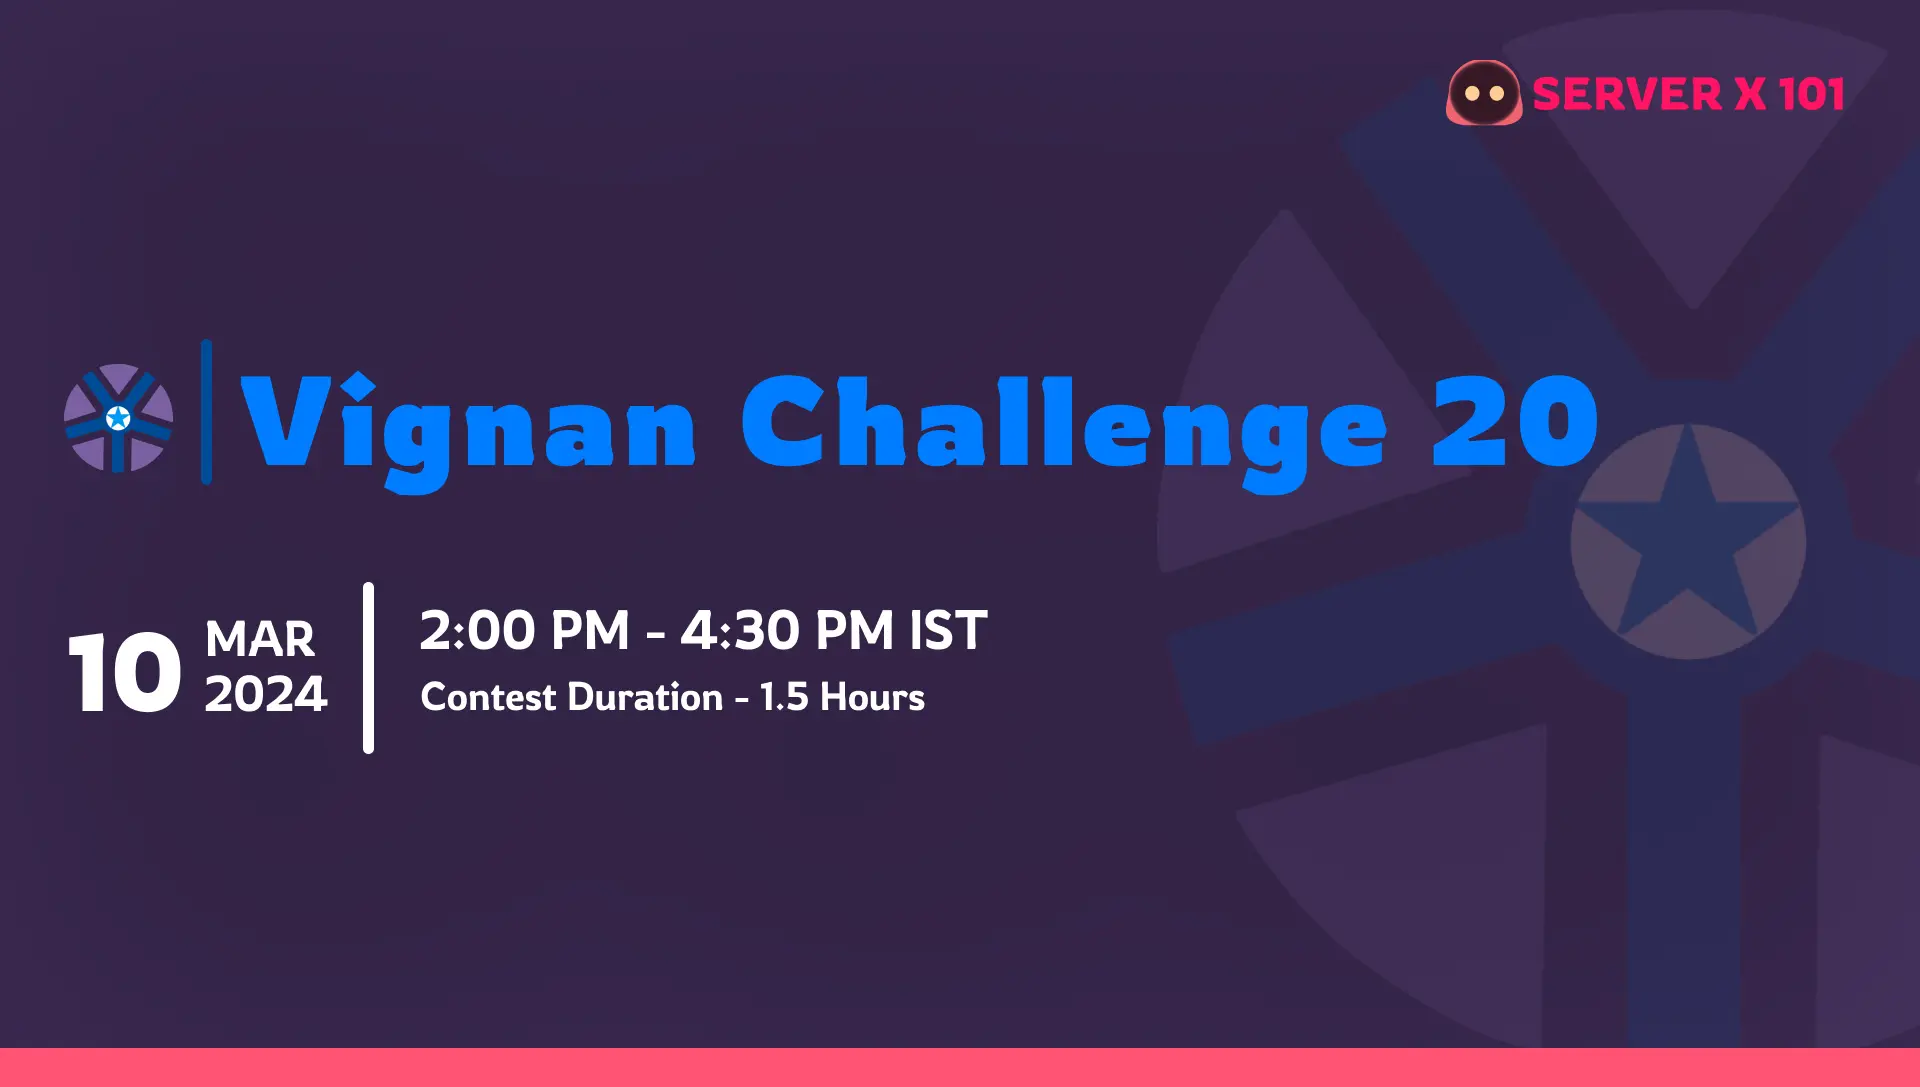 SERVER X 101
Vignan Challenge 20
10
MAR
2024
2:00 PM - 4:30 PM IST
Contest Duration - 1.5 Hours